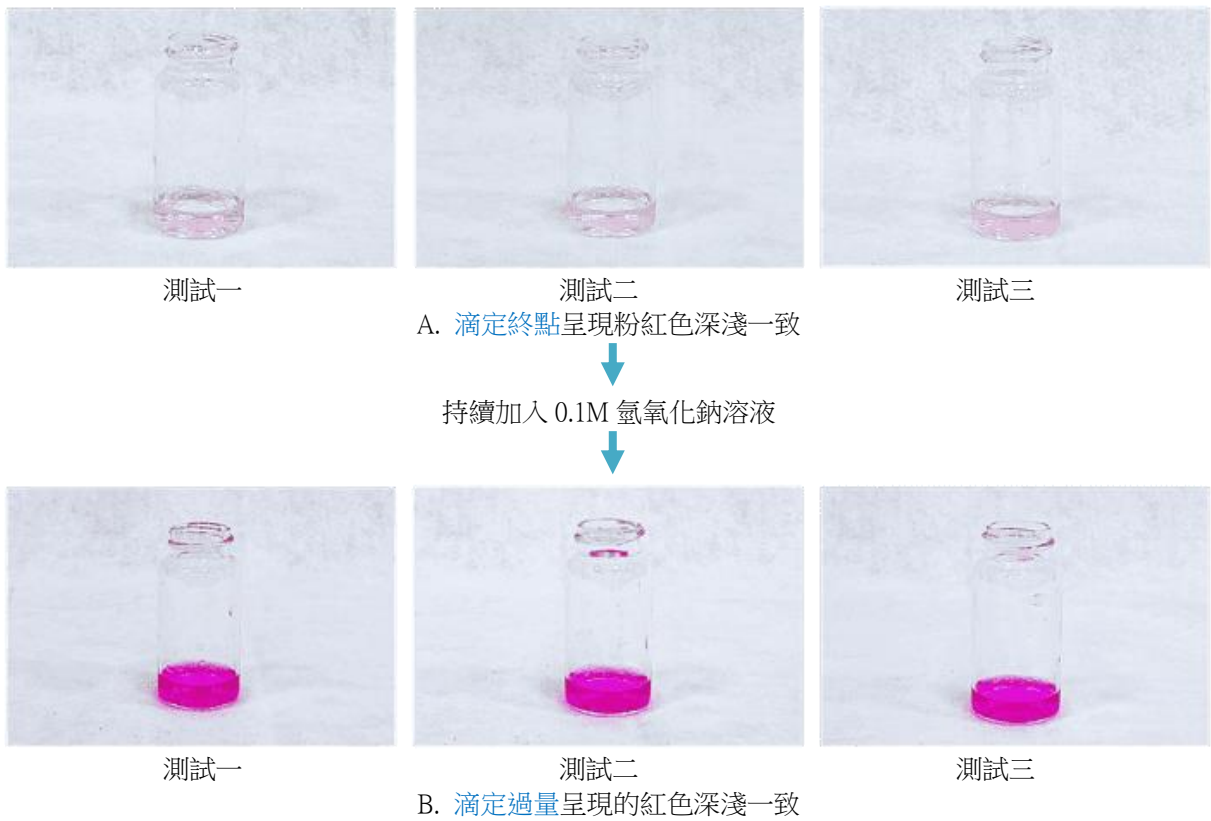 測試一
測試二
測試三
A. 滴定終點呈現粉紅色深淺一致
持續加入 0.1M 氫氧化鈉溶液
測試一
測試二
測試三
B. 滴定過量呈現的紅色深淺一致